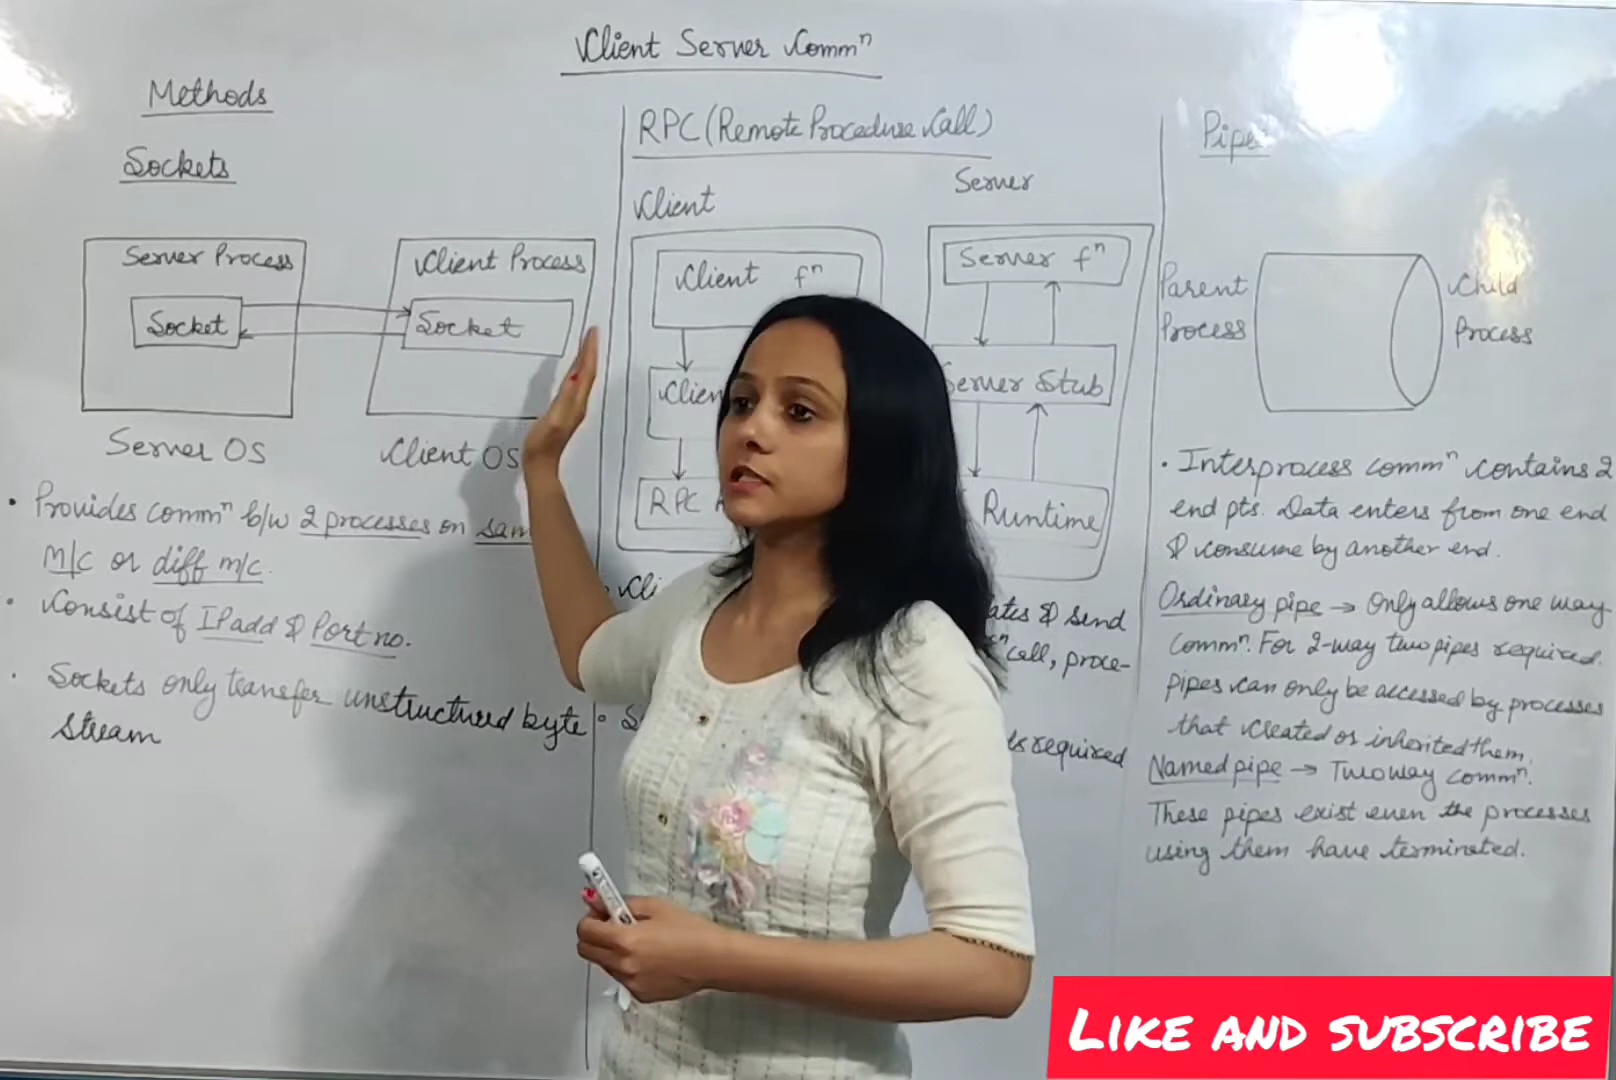 Client Server Commⁿ
Methods
Sockets
Server Process
Socket
Client Process
Socket
Server OS
Client OS
• Provides commⁿ b/w 2 processes on
M/C or diff m/c.
• Consist of IP add & Port no.
• Sockets only transfer unstructured byte
stream
RPC (Remote Procedure Call)
Client
Server
Client fⁿ
RPC
Server fⁿ
Server Stub
Runtime
& send
call, proce-
required
Pipe
Parent
Process
Child
Process
• Interprocess commⁿ contains 2
end pts. Data enters from one end
& consume by another end.
Ordinary pipe → Only allows one way
commⁿ. For 2-way two pipes required.
pipes can only be accessed by processes
that created or inherited them.
Named pipe → Two way commⁿ.
These pipes exist even the processes
using them have terminated.
LIKE AND SUBSCRIBE